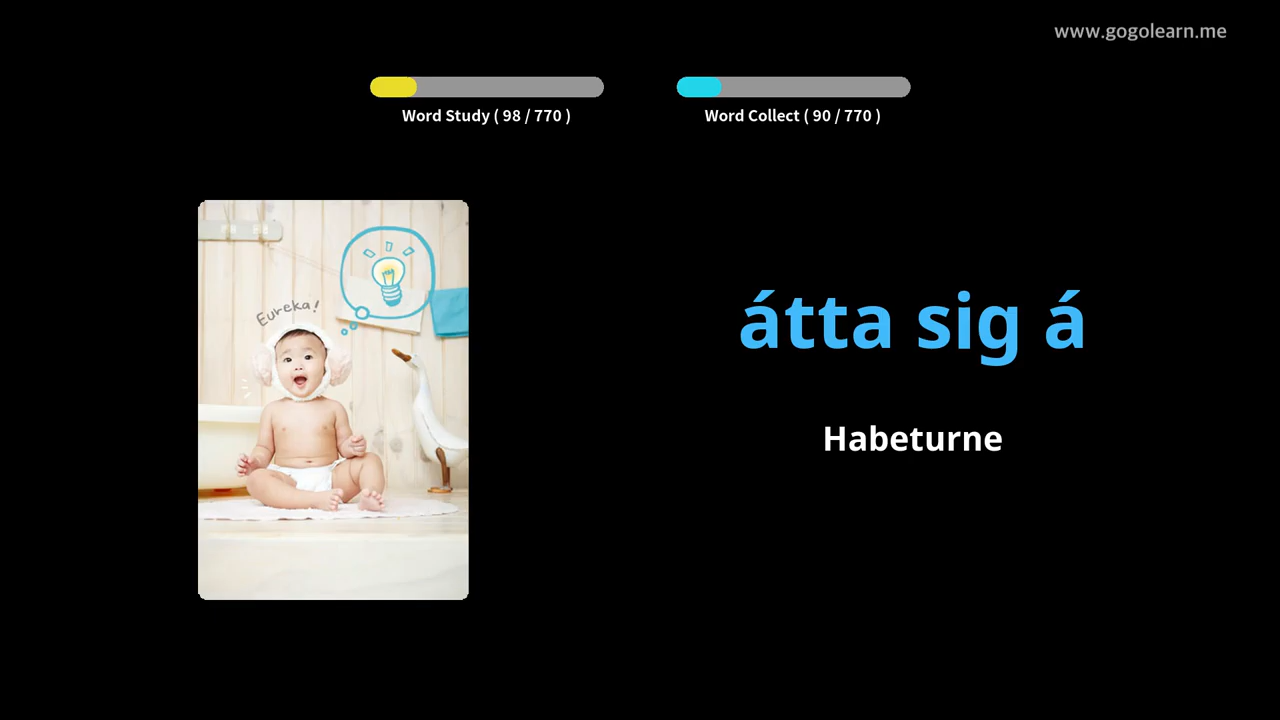 www.gogolearn.me
Word Study ( 98 / 770 )
Word Collect ( 90 / 770 )
Eureka!
átta sig á
Habeturne